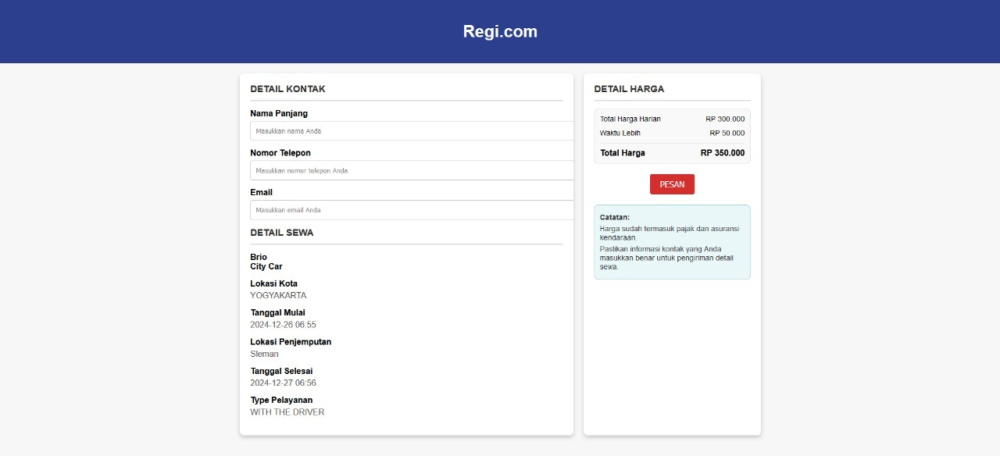 Regi.com
DETAIL KONTAK
Nama Panjang
Masukkan nama Anda
Nomor Telepon
Masukkan nomor telepon Anda
Email
Masukkan email Anda
DETAIL SEWA
Brio
City Car
Lokasi Kota
YOGYAKARTA
Tanggal Mulai
2024-12-26 06:55
Lokasi Penjemputan
Sleman
Tanggal Selesai
2024-12-27 06:56
Type Pelayanan
WITH THE DRIVER
DETAIL HARGA
Total Harga Harian RP 300.000
Waktu Lebih RP 50.000
Total Harga RP 350.000
PESAN
Catatan:
Harga sudah termasuk pajak dan asuransi
kendaraan.
Pastikan informasi kontak yang Anda
masukkan benar untuk pengiriman detail
sewa.